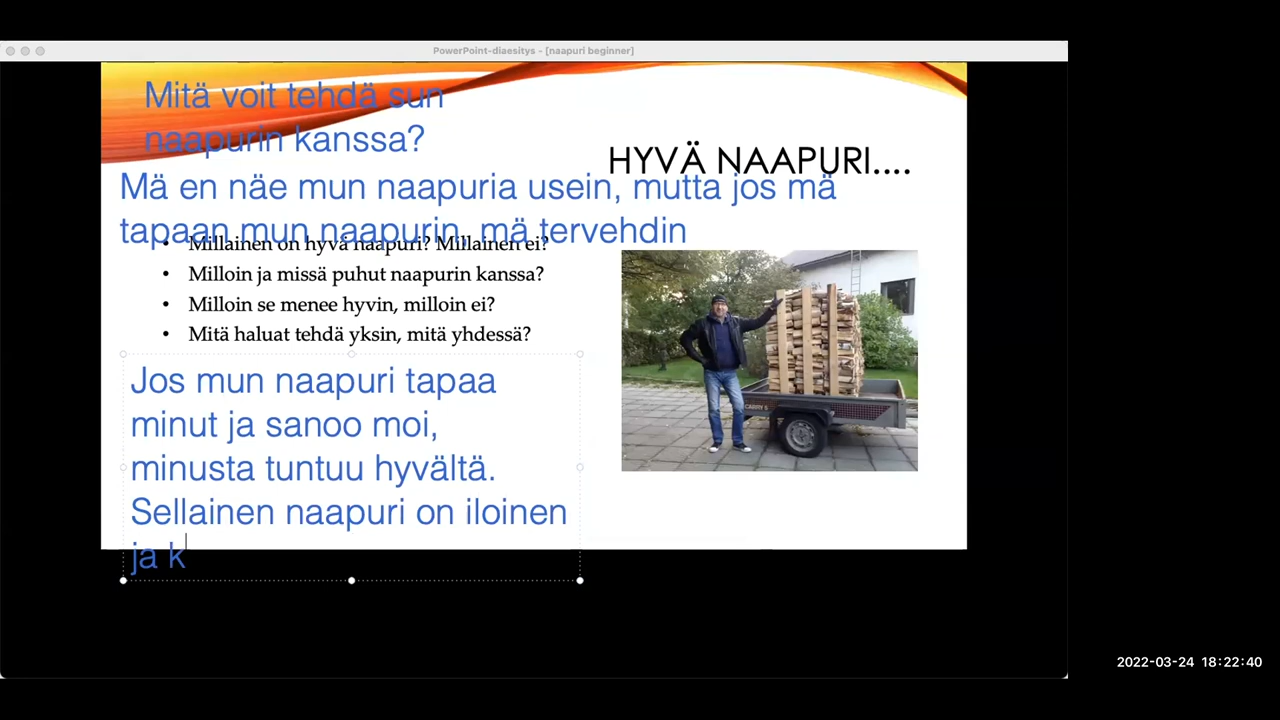 PowerPoint-diaesitys - [naapuri beginner]
Mitä voit tehdä sun
naapurin kanssa?
HYVÄ NAAPURI....
Mä en näe mun naapuria usein, mutta jos mä
tapaan mun naapurin, mä tervehdin
• Millainen on hyvä naapuri? Millainen ei?
• Milloin ja missä puhut naapurin kanssa?
• Milloin se menee hyvin, milloin ei?
• Mitä haluat tehdä yksin, mitä yhdessä?
Jos mun naapuri tapaa
minut ja sanoo moi,
minusta tuntuu hyvältä.
Sellainen naapuri on iloinen
ja k
CARRY 6
2022-03-24 18:22:40